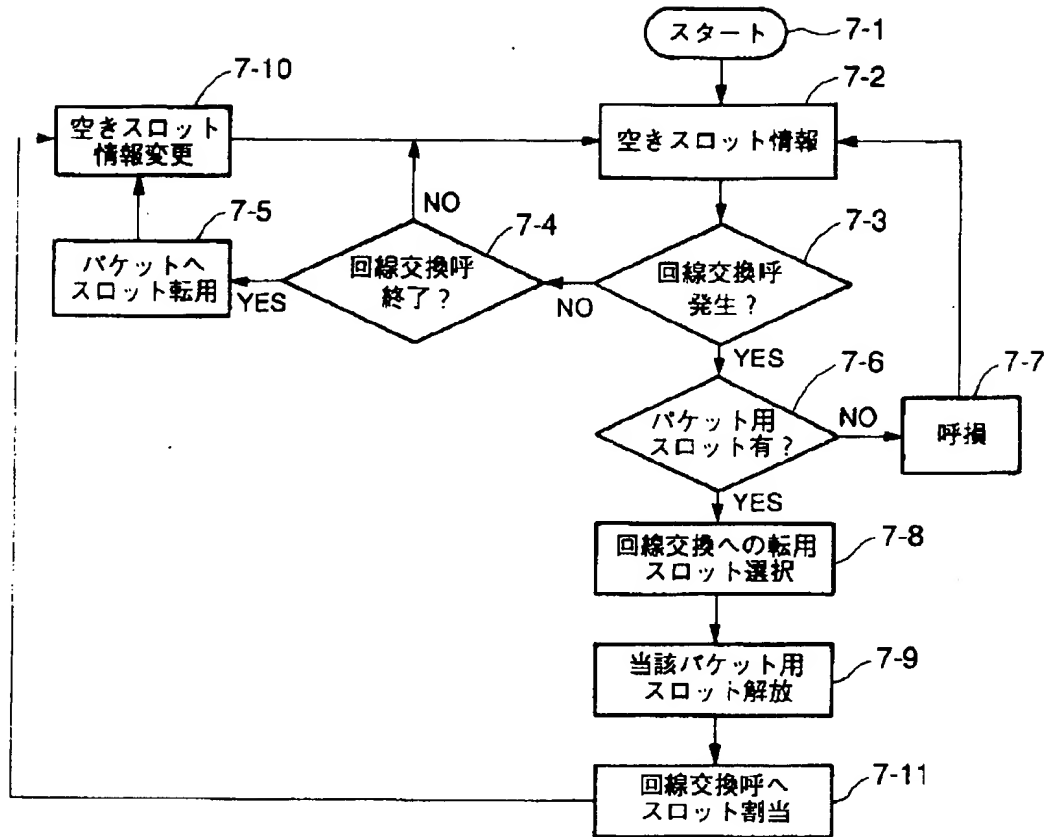 スタート
7-1
7-10
7-2
空きスロット
情報変更
空きスロット情報
NO
7-5
7-4
7-3
パケットへ
スロット転用
YES
回線交換呼
終了?
NO
回線交換呼
発生?
YES
7-6
7-7
パケット用
スロット有?
NO
呼損
YES
回線交換への転用
スロット選択
7-8
当該パケット用
スロット解放
7-9
回線交換呼へ
スロット割当
7-11